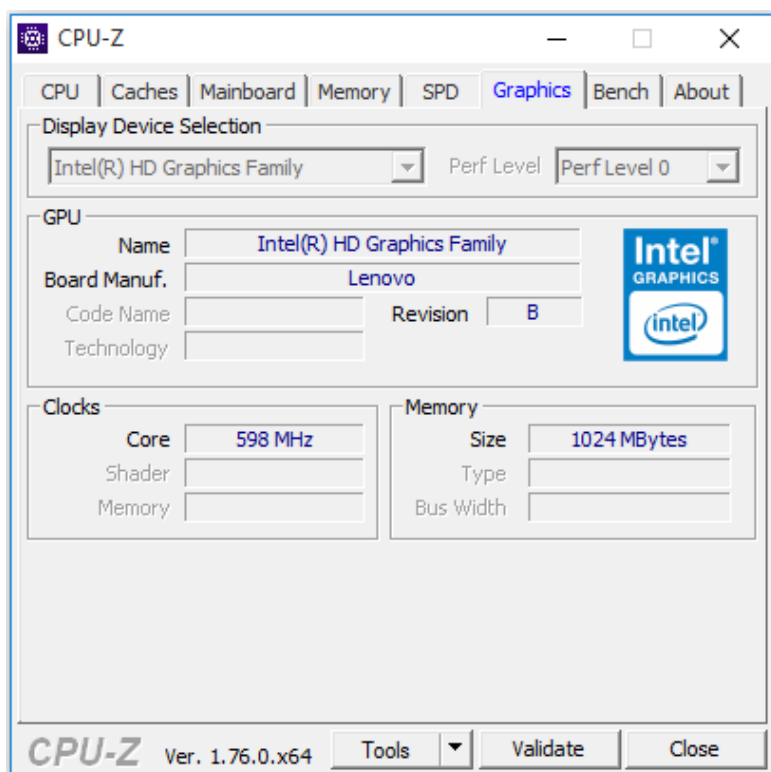 CPU-Z
CPU Caches Mainboard Memory SPD Graphics Bench About
Display Device Selection
Intel(R) HD Graphics Family Perf Level Perf Level 0
GPU
Name Intel(R) HD Graphics Family
Board Manuf. Lenovo
Code Name Revision B
Technology
Intel®
GRAPHICS
intel
Clocks
Core 598 MHz
Shader
Memory
Memory
Size 1024 MBytes
Type
Bus Width
CPU-Z Ver. 1.76.0.x64 Tools Validate Close